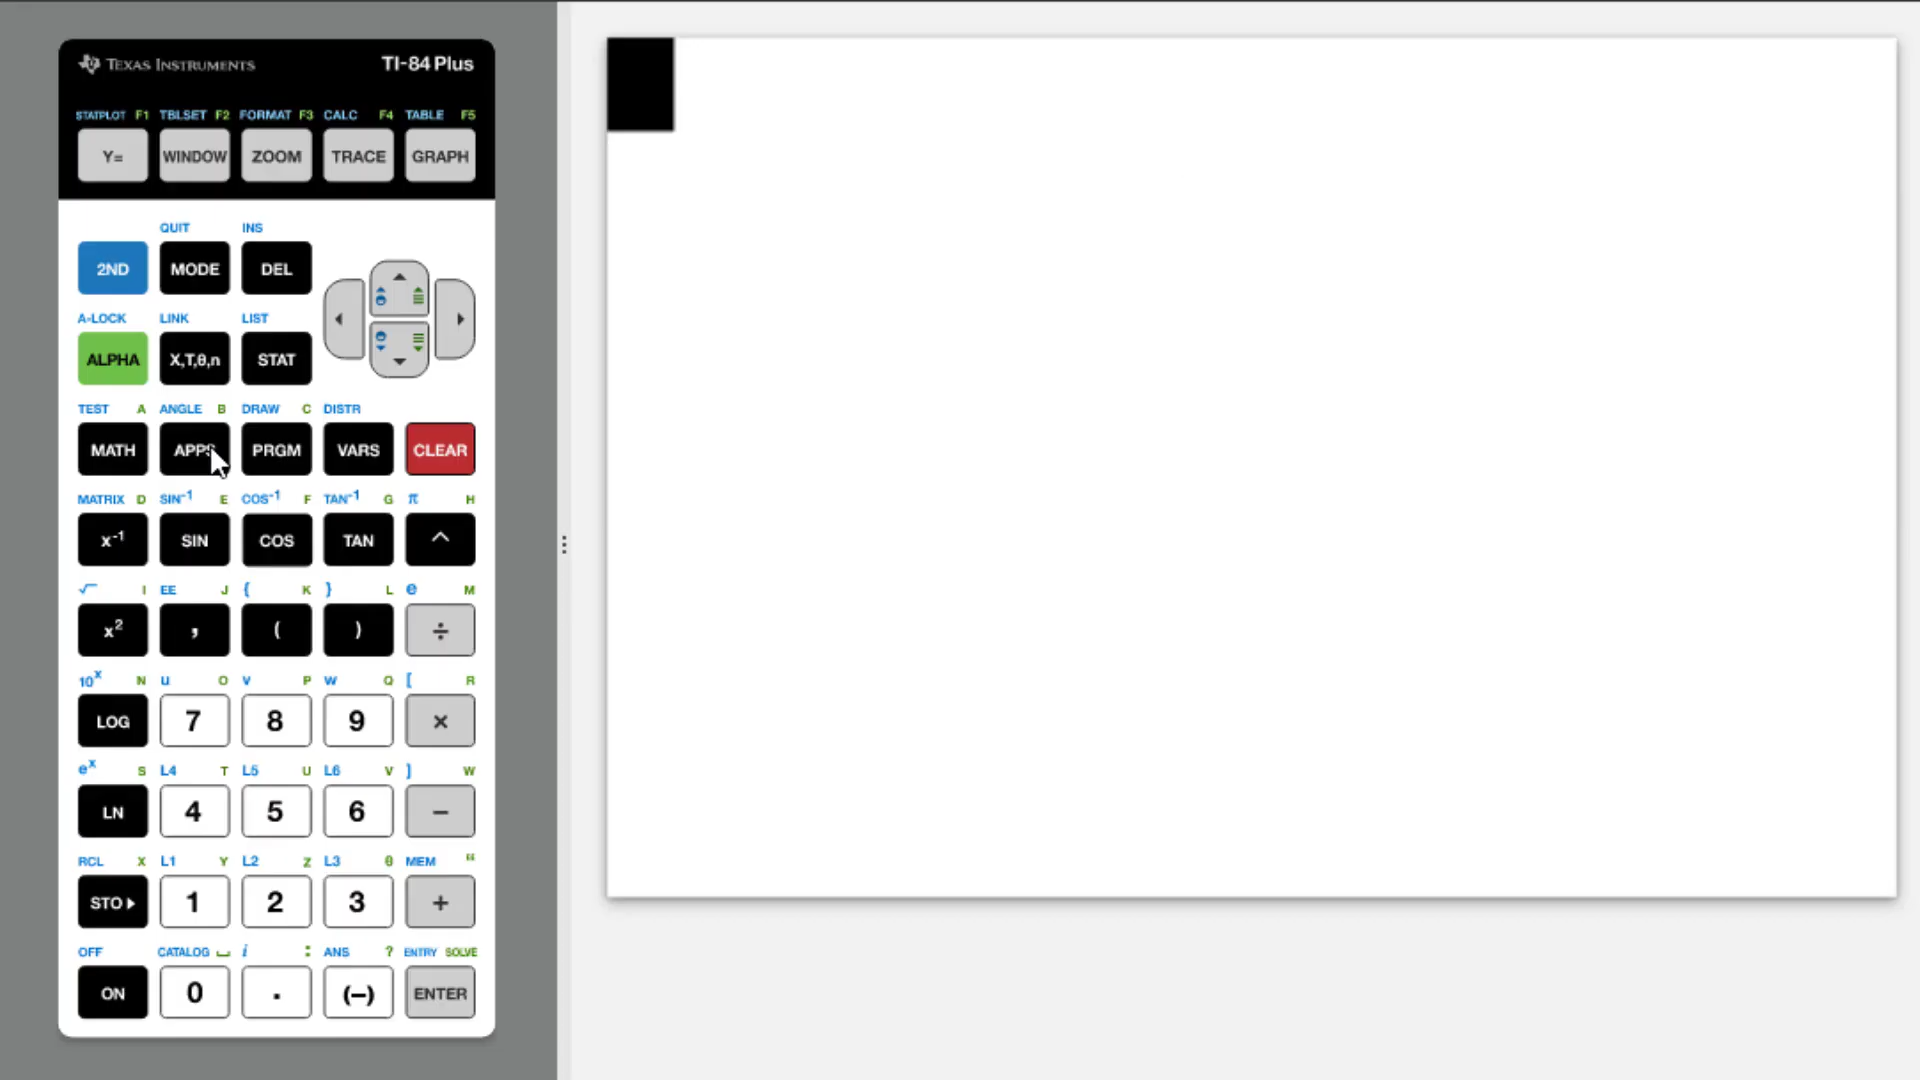 TEXAS INSTRUMENTS TI-84 Plus
STATPLOT F1 TBLSET F2 FORMAT F3 CALC F4 TABLE F5
Y= WINDOW ZOOM TRACE GRAPH
QUIT INS
2ND MODE DEL
A-LOCK LINK LIST
ALPHA X,T,θ,n STAT
TEST A ANGLE B DRAW C DISTR
MATH APPS PRGM VARS CLEAR
MATRIX D SIN⁻¹ E COS⁻¹ F TAN⁻¹ G π H
x⁻¹ SIN COS TAN ^
√ I EE J { K } L e M
x² , ( ) ÷
10ˣ N u O v P w Q [ R
LOG 7 8 9 ×
eˣ S L4 T L5 U L6 V ] W
LN 4 5 6 −
RCL X L1 Y L2 Z L3 θ MEM “
STO▸ 1 2 3 +
OFF CATALOG ⎵ i : ANS ? ENTRY SOLVE
ON 0 . (−) ENTER